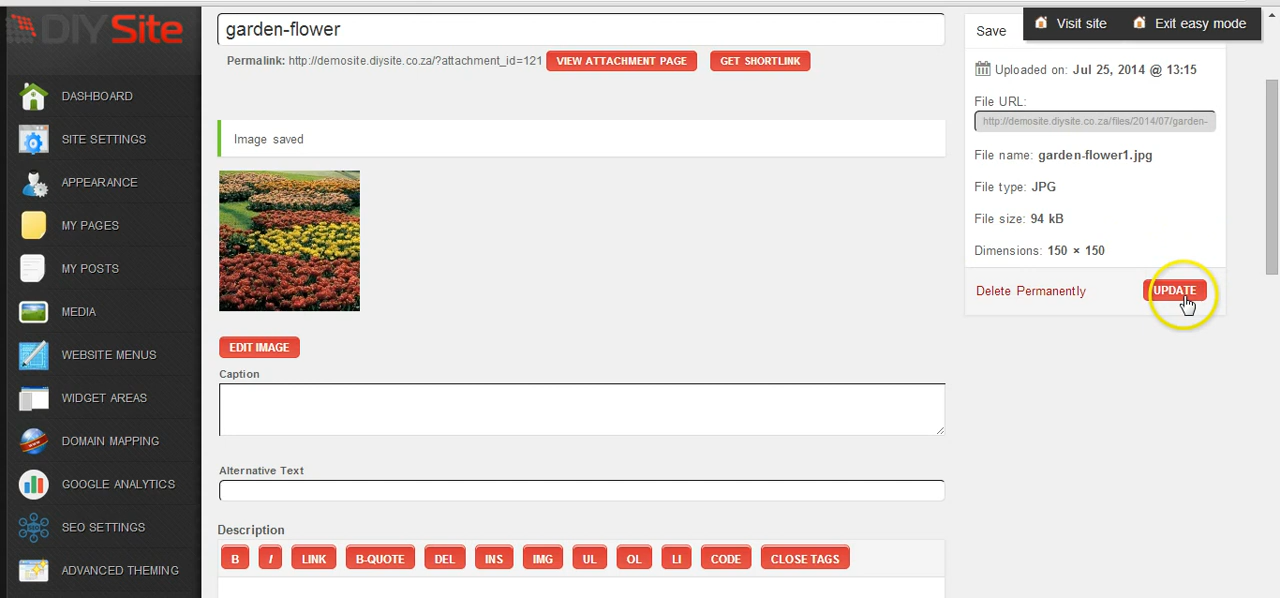 DIYSite
DASHBOARD
SITE SETTINGS
APPEARANCE
MY PAGES
MY POSTS
MEDIA
WEBSITE MENUS
WIDGET AREAS
DOMAIN MAPPING
GOOGLE ANALYTICS
SEO SETTINGS
ADVANCED THEMING
garden-flower
Permalink: http://demosite.diysite.co.za/?attachment_id=121 VIEW ATTACHMENT PAGE GET SHORTLINK
Image saved
EDIT IMAGE
Caption
Alternative Text
Description
B I LINK B-QUOTE DEL INS IMG UL OL LI CODE CLOSE TAGS
Visit site Exit easy mode
Save
Uploaded on: Jul 25, 2014 @ 13:15
File URL:
http://demosite.diysite.co.za/files/2014/07/garden-
File name: garden-flower1.jpg
File type: JPG
File size: 94 kB
Dimensions: 150 × 150
Delete Permanently UPDATE